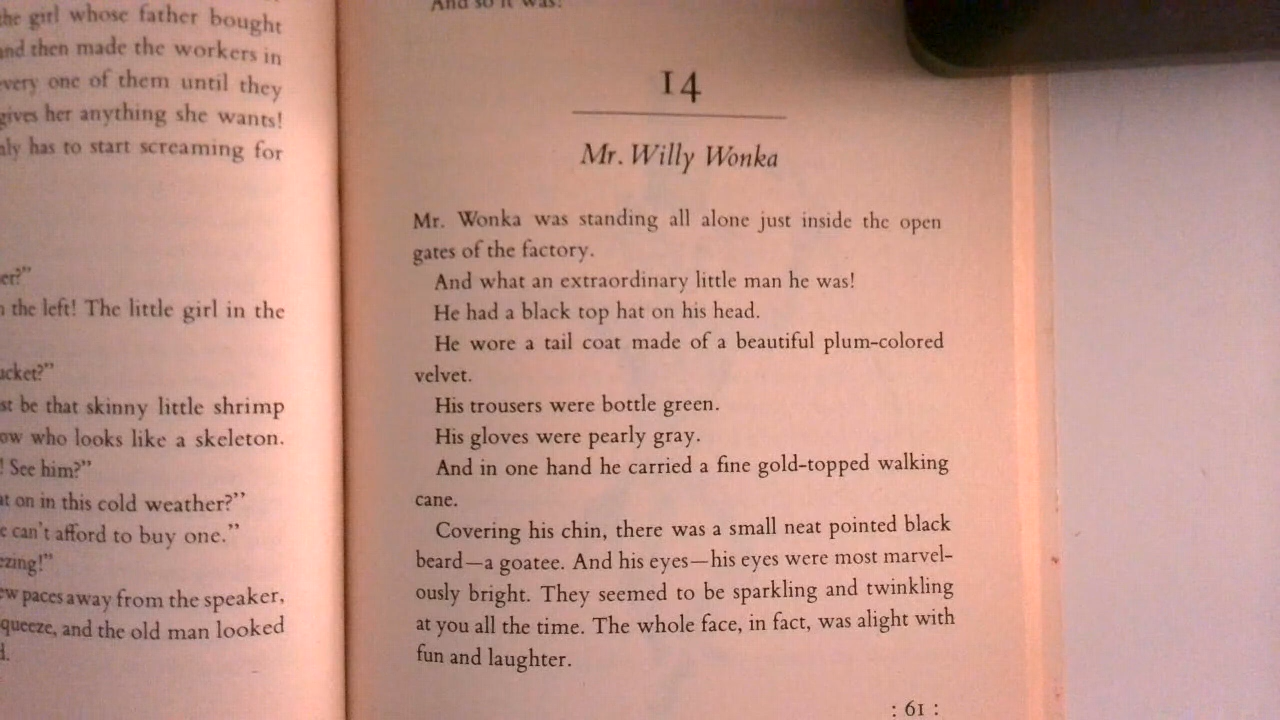 the girl whose father bought
and then made the workers in
every one of them until they
gives her anything she wants!
has to start screaming for
the left! The little girl in the
be that skinny little shrimp
who looks like a skeleton.
! See him?”
on in this cold weather?”
can't afford to buy one.”
paces away from the speaker,
squeeze, and the old man looked
And so it was!
14
Mr. Willy Wonka
Mr. Wonka was standing all alone just inside the open
gates of the factory.
And what an extraordinary little man he was!
He had a black top hat on his head.
He wore a tail coat made of a beautiful plum-colored
velvet.
His trousers were bottle green.
His gloves were pearly gray.
And in one hand he carried a fine gold-topped walking
cane.
Covering his chin, there was a small neat pointed black
beard—a goatee. And his eyes—his eyes were most marvel-
ously bright. They seemed to be sparkling and twinkling
at you all the time. The whole face, in fact, was alight with
fun and laughter.
: 61 :